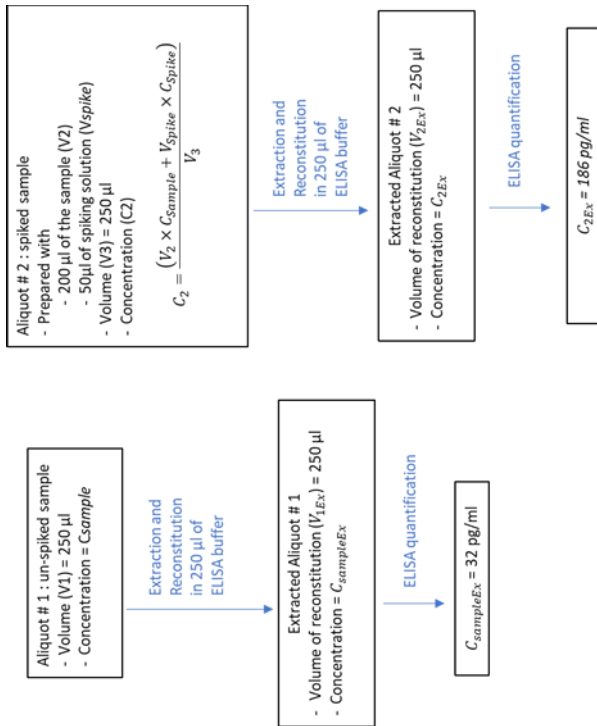 Aliquot # 1 : un-spiked sample
- Volume (V1) = 250 µl
- Concentration = Csample
Extraction and
Reconstitution
in 250 µl of
ELISA buffer
Extracted Aliquot # 1
- Volume of reconstitution (V₁Ex) = 250 µl
- Concentration = CsampleEx
ELISA quantification
CsampleEx = 32 pg/ml
Aliquot # 2 : spiked sample
- Prepared with
- 200 µl of the sample (V2)
- 50µl of spiking solution (Vspike)
- Volume (V3) = 250 µl
- Concentration (C2)
C₂ = (V₂ × CSample + VSpike × CSpike) / V₃
Extraction and
Reconstitution
in 250 µl of
ELISA buffer
Extracted Aliquot # 2
- Volume of reconstitution (V₂Ex) = 250 µl
- Concentration = C₂Ex
ELISA quantification
C₂Ex = 186 pg/ml